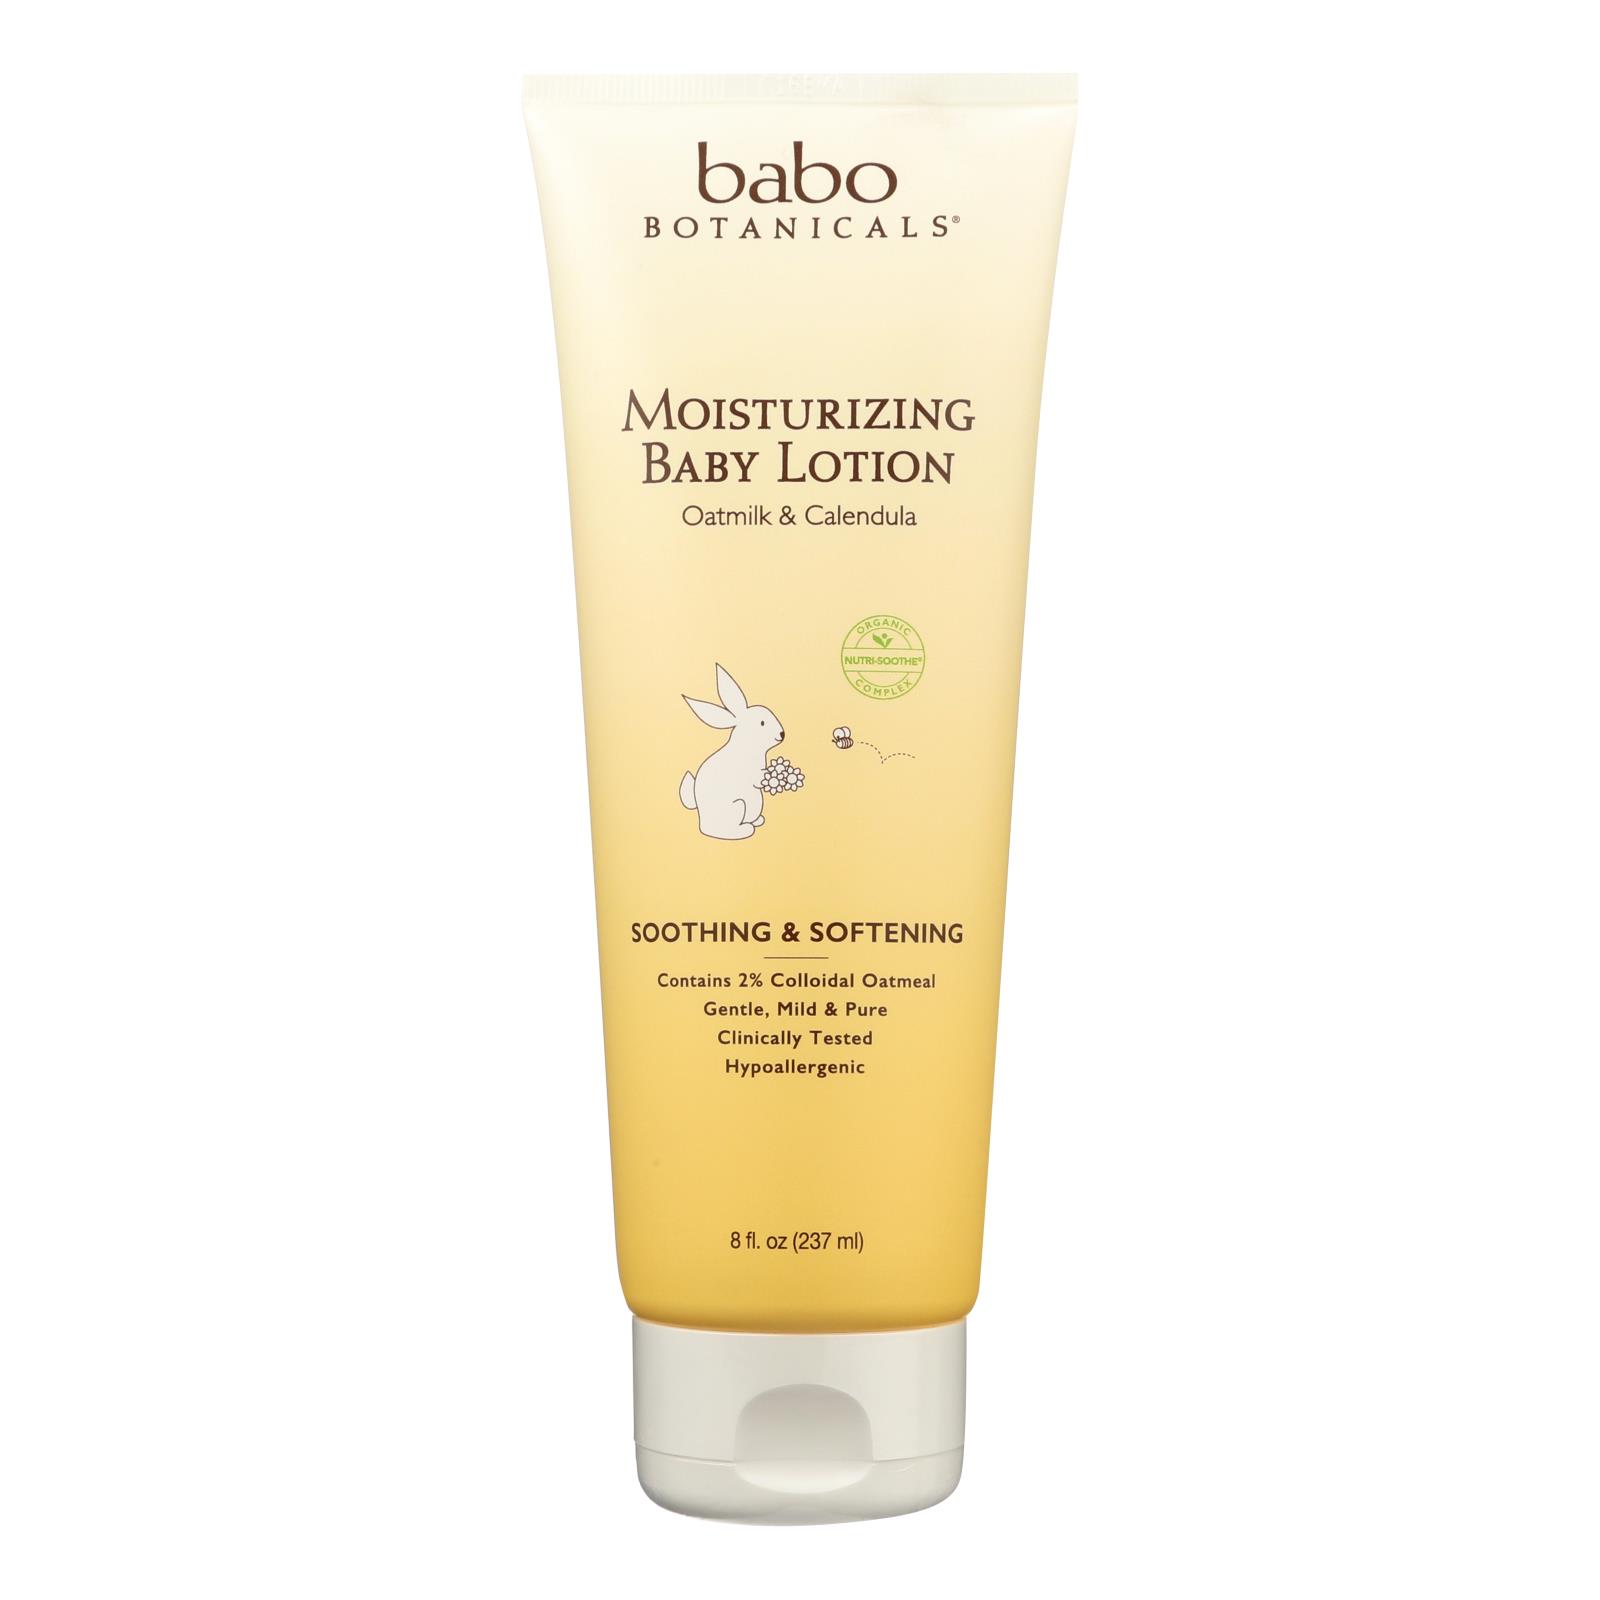 babo
BOTANICALS®
MOISTURIZING
BABY LOTION
Oatmilk & Calendula
ORGANIC
NUTRI-SOOTHE®
COMPLEX
SOOTHING & SOFTENING
Contains 2% Colloidal Oatmeal
Gentle, Mild & Pure
Clinically Tested
Hypoallergenic
8 fl. oz (237 ml)